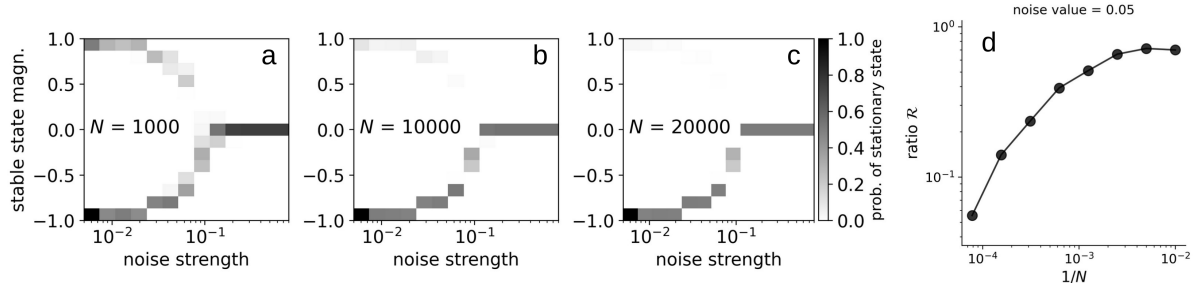 stable state magn.
1.0
0.5
0.0
−0.5
−1.0
a
N = 1000
10⁻²
10⁻¹
noise strength
1.0
0.5
0.0
−0.5
−1.0
b
N = 10000
10⁻²
10⁻¹
noise strength
1.0
0.5
0.0
−0.5
−1.0
c
N = 20000
10⁻²
10⁻¹
noise strength
1.0
0.8
0.6
0.4
0.2
0.0
prob. of stationary state
noise value = 0.05
d
ratio ℛ
10⁰
10⁻¹
10⁻⁴
10⁻³
10⁻²
1/N